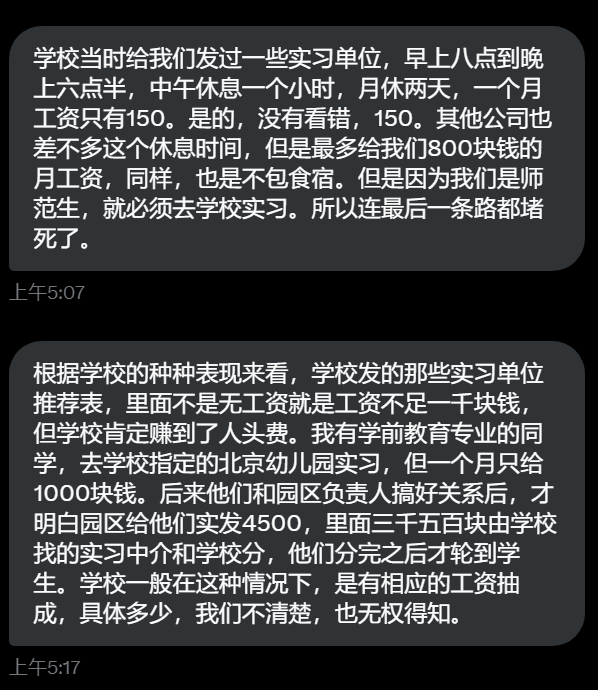 学校当时给我们发过一些实习单位，早上八点到晚
上六点半，中午休息一个小时，月休两天，一个月
工资只有150。是的，没有看错，150。其他公司也
差不多这个休息时间，但是最多给我们800块钱的
月工资，同样，也是不包食宿。但是因为我们是师
范生，就必须去学校实习。所以连最后一条路都堵
死了。
上午5:07
根据学校的种种表现来看，学校发的那些实习单位
推荐表，里面不是无工资就是工资不足一千块钱，
但学校肯定赚到了人头费。我有学前教育专业的同
学，去学校指定的北京幼儿园实习，但一个月只给
1000块钱。后来他们和园区负责人搞好关系后，才
明白园区给他们实发4500，里面三千五百块由学校
找的实习中介和学校分，他们分完之后才轮到学
生。学校一般在这种情况下，是有相应的工资抽
成，具体多少，我们不清楚，也无权得知。
上午5:17